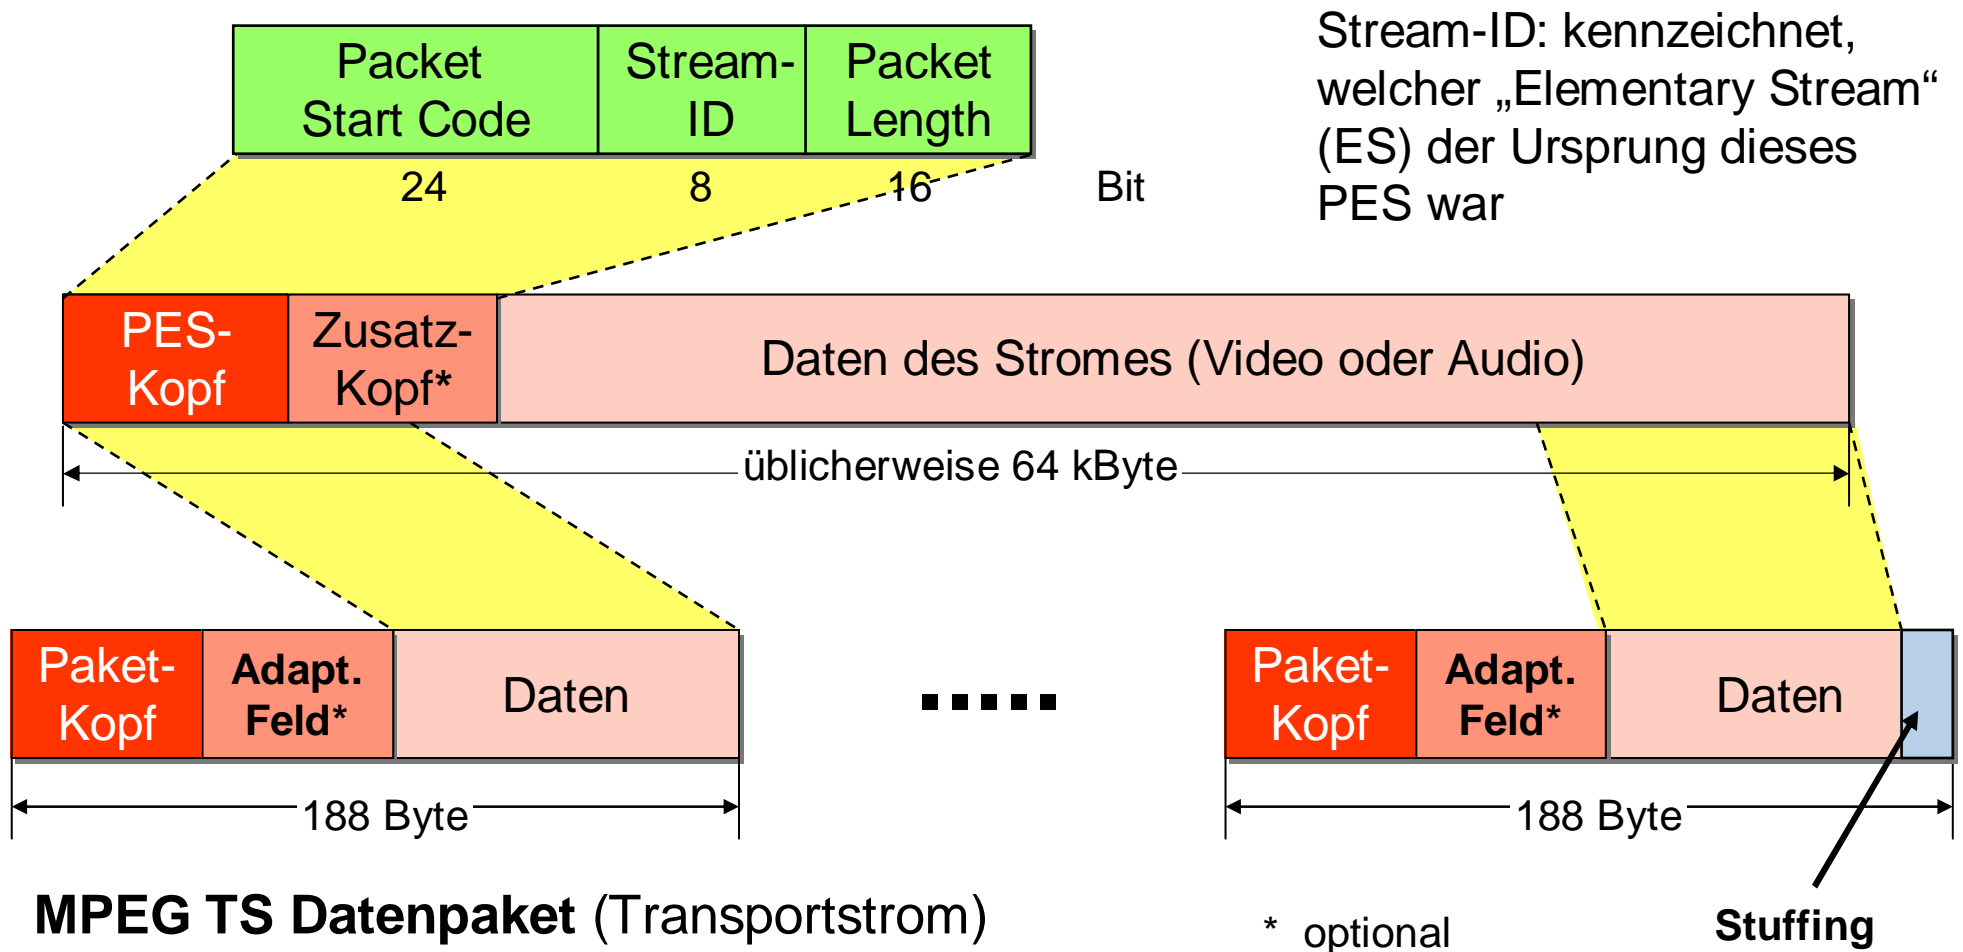 Packet
Start Code
Stream-
ID
Packet
Length
24
8
16
Bit
Stream-ID: kennzeichnet,
welcher „Elementary Stream“
(ES) der Ursprung dieses
PES war
PES-
Kopf
Zusatz-
Kopf*
Daten des Stromes (Video oder Audio)
üblicherweise 64 kByte
Paket-
Kopf
Adapt.
Feld*
Daten
Paket-
Kopf
Adapt.
Feld*
Daten
188 Byte
188 Byte
MPEG TS Datenpaket (Transportstrom)
* optional
Stuffing